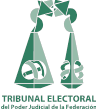 TRIBUNAL ELECTORAL
del Poder Judicial de la Federación